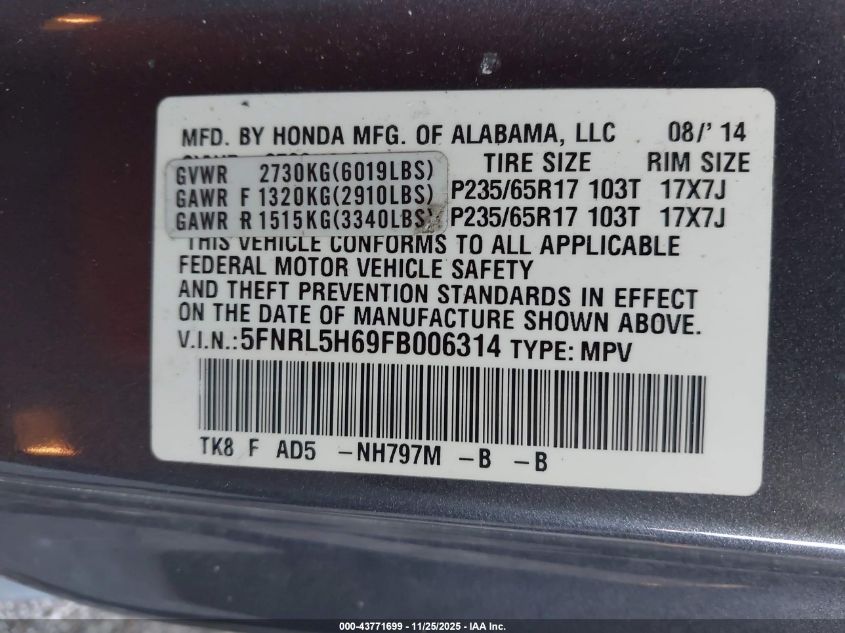 MFD. BY HONDA MFG. OF ALABAMA, LLC 08/' 14
TIRE SIZE RIM SIZE
GVWR 2730KG(6019LBS)
GAWR F 1320KG(2910LBS) P235/65R17 103T 17X7J
GAWR R 1515KG(3340LBS) P235/65R17 103T 17X7J
THIS VEHICLE CONFORMS TO ALL APPLICABLE
FEDERAL MOTOR VEHICLE SAFETY
AND THEFT PREVENTION STANDARDS IN EFFECT
ON THE DATE OF MANUFACTURE SHOWN ABOVE.
V.I.N.:5FNRL5H69FB006314 TYPE: MPV
TK8 F AD5 -NH797M -B -B
000-43771699 - 11/25/2025 - IAA Inc.